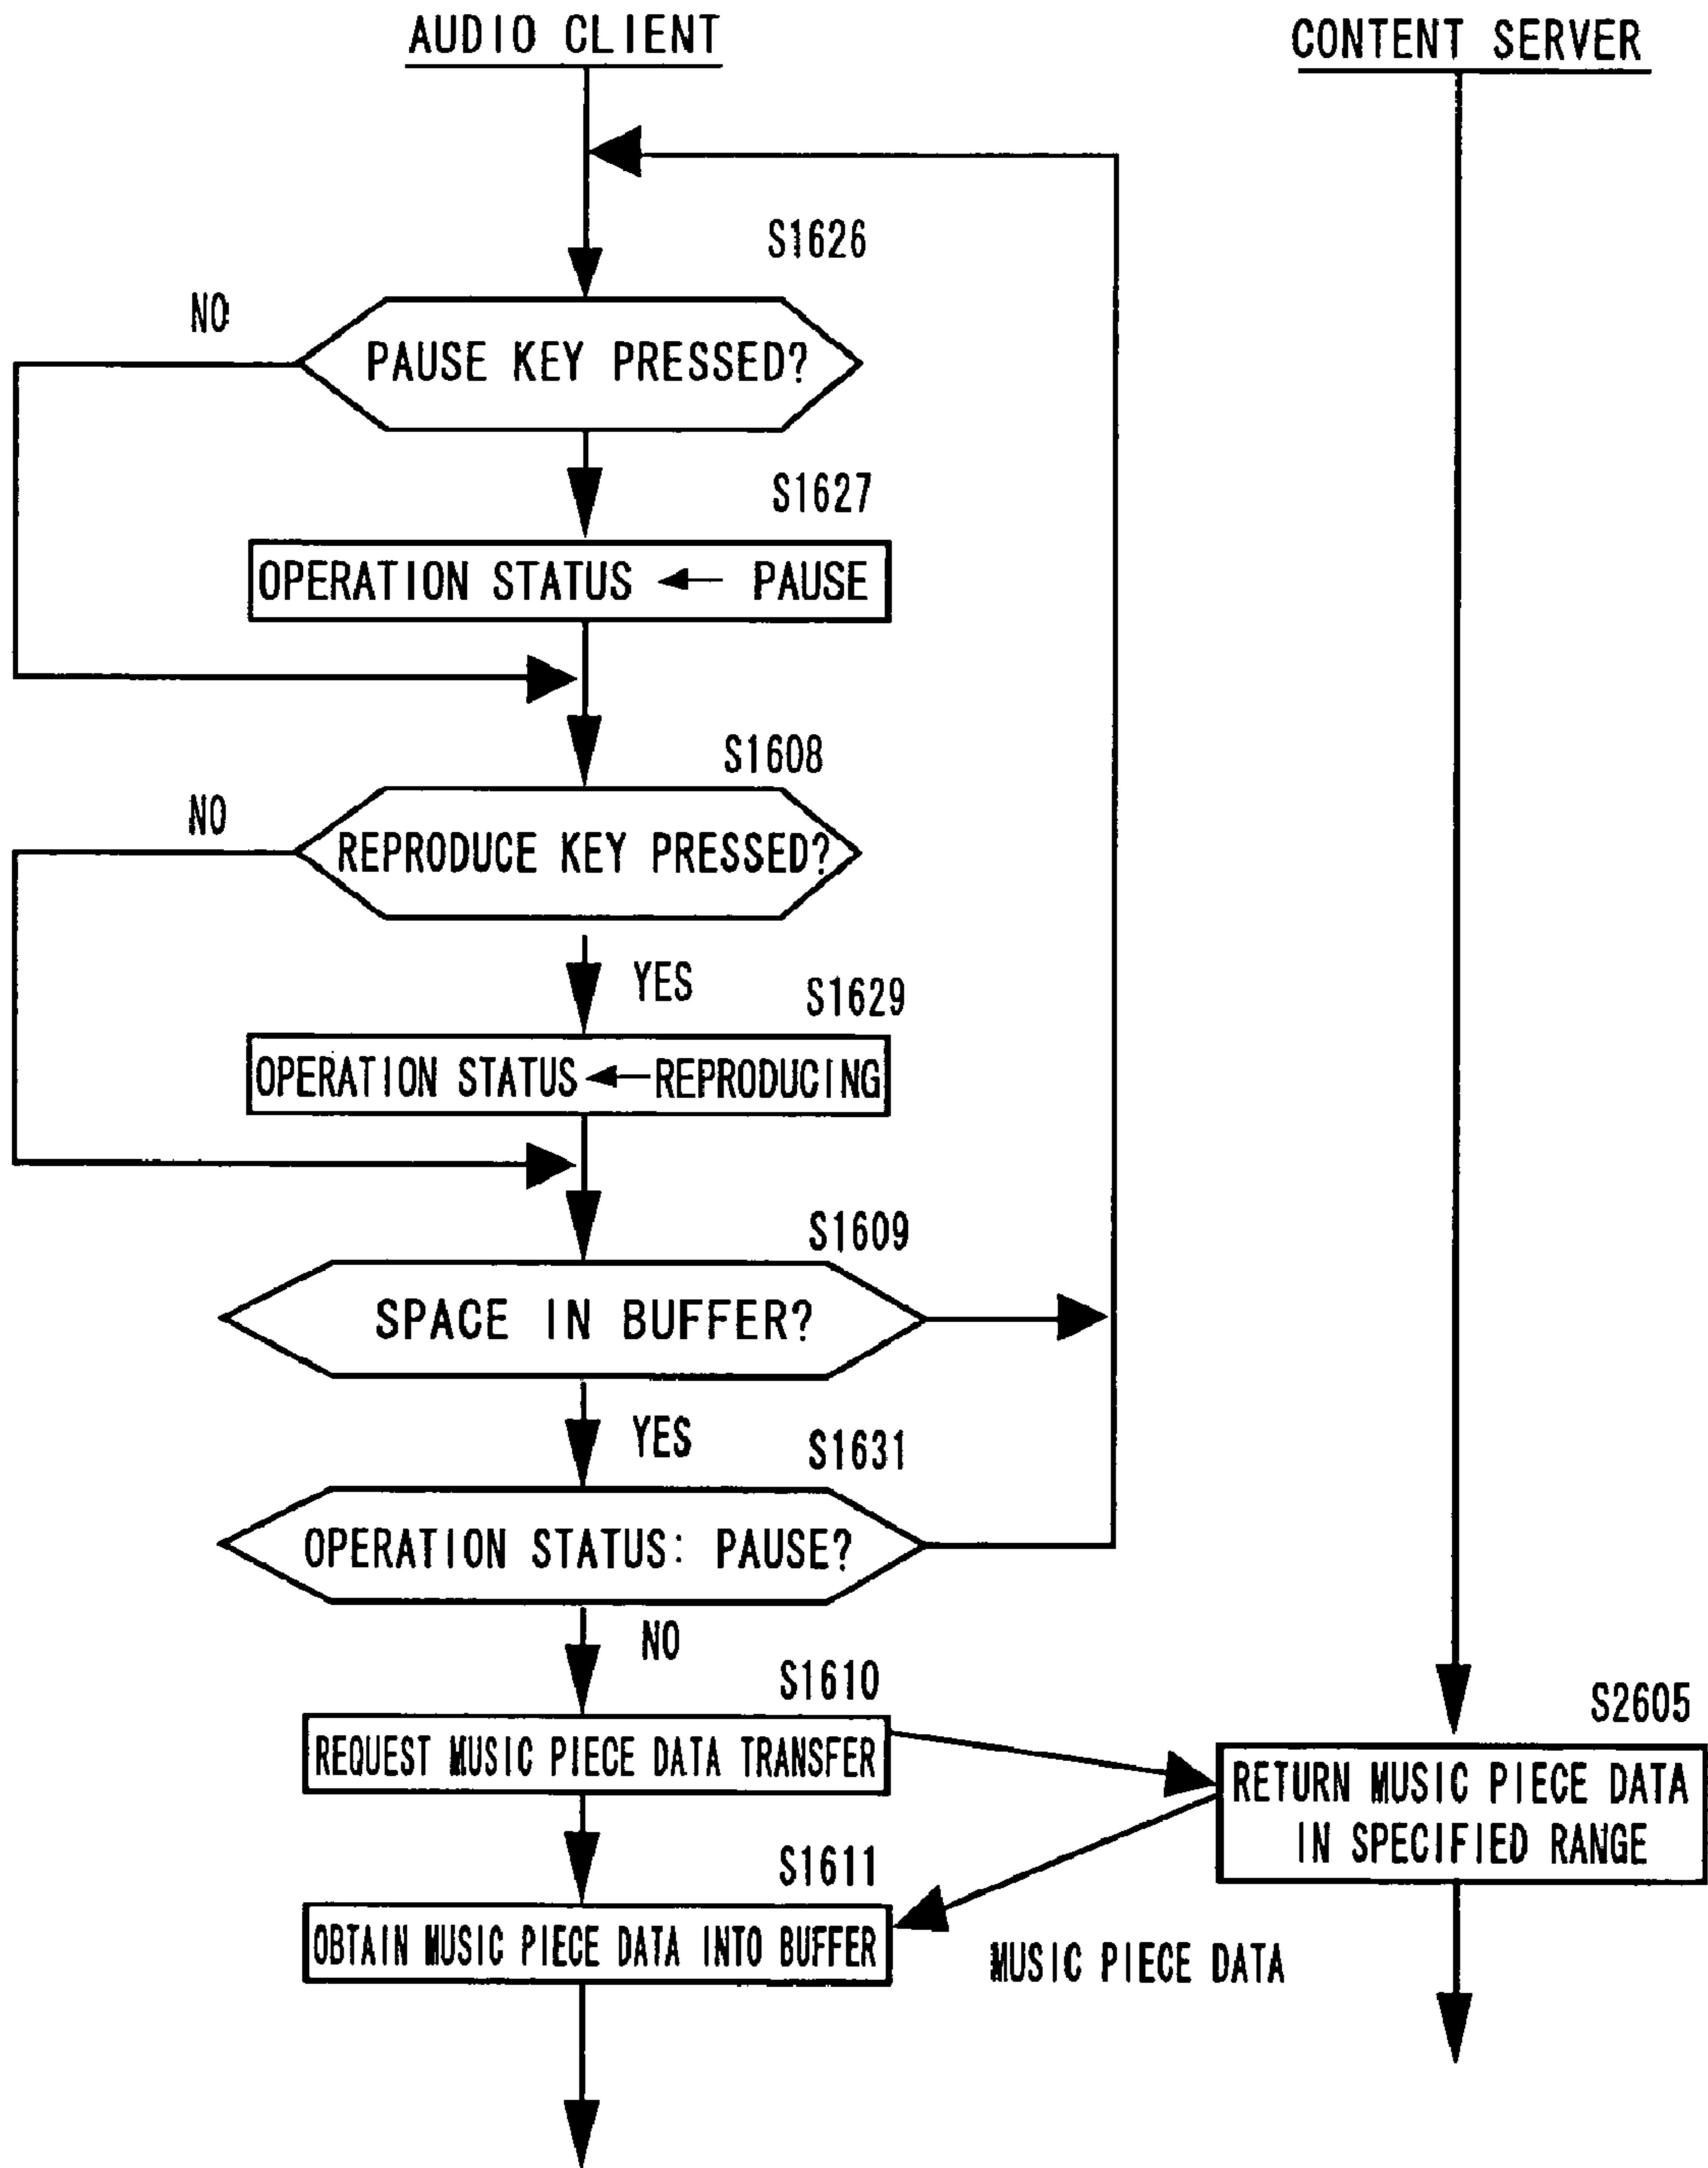 AUDIO CLIENT
CONTENT SERVER
S1626
NO
PAUSE KEY PRESSED?
S1627
OPERATION STATUS ← PAUSE
S1608
NO
REPRODUCE KEY PRESSED?
YES
S1629
OPERATION STATUS ← REPRODUCING
S1609
SPACE IN BUFFER?
YES
S1631
OPERATION STATUS: PAUSE?
NO
S1610
REQUEST MUSIC PIECE DATA TRANSFER
S2605
RETURN MUSIC PIECE DATA
IN SPECIFIED RANGE
S1611
OBTAIN MUSIC PIECE DATA INTO BUFFER
MUSIC PIECE DATA